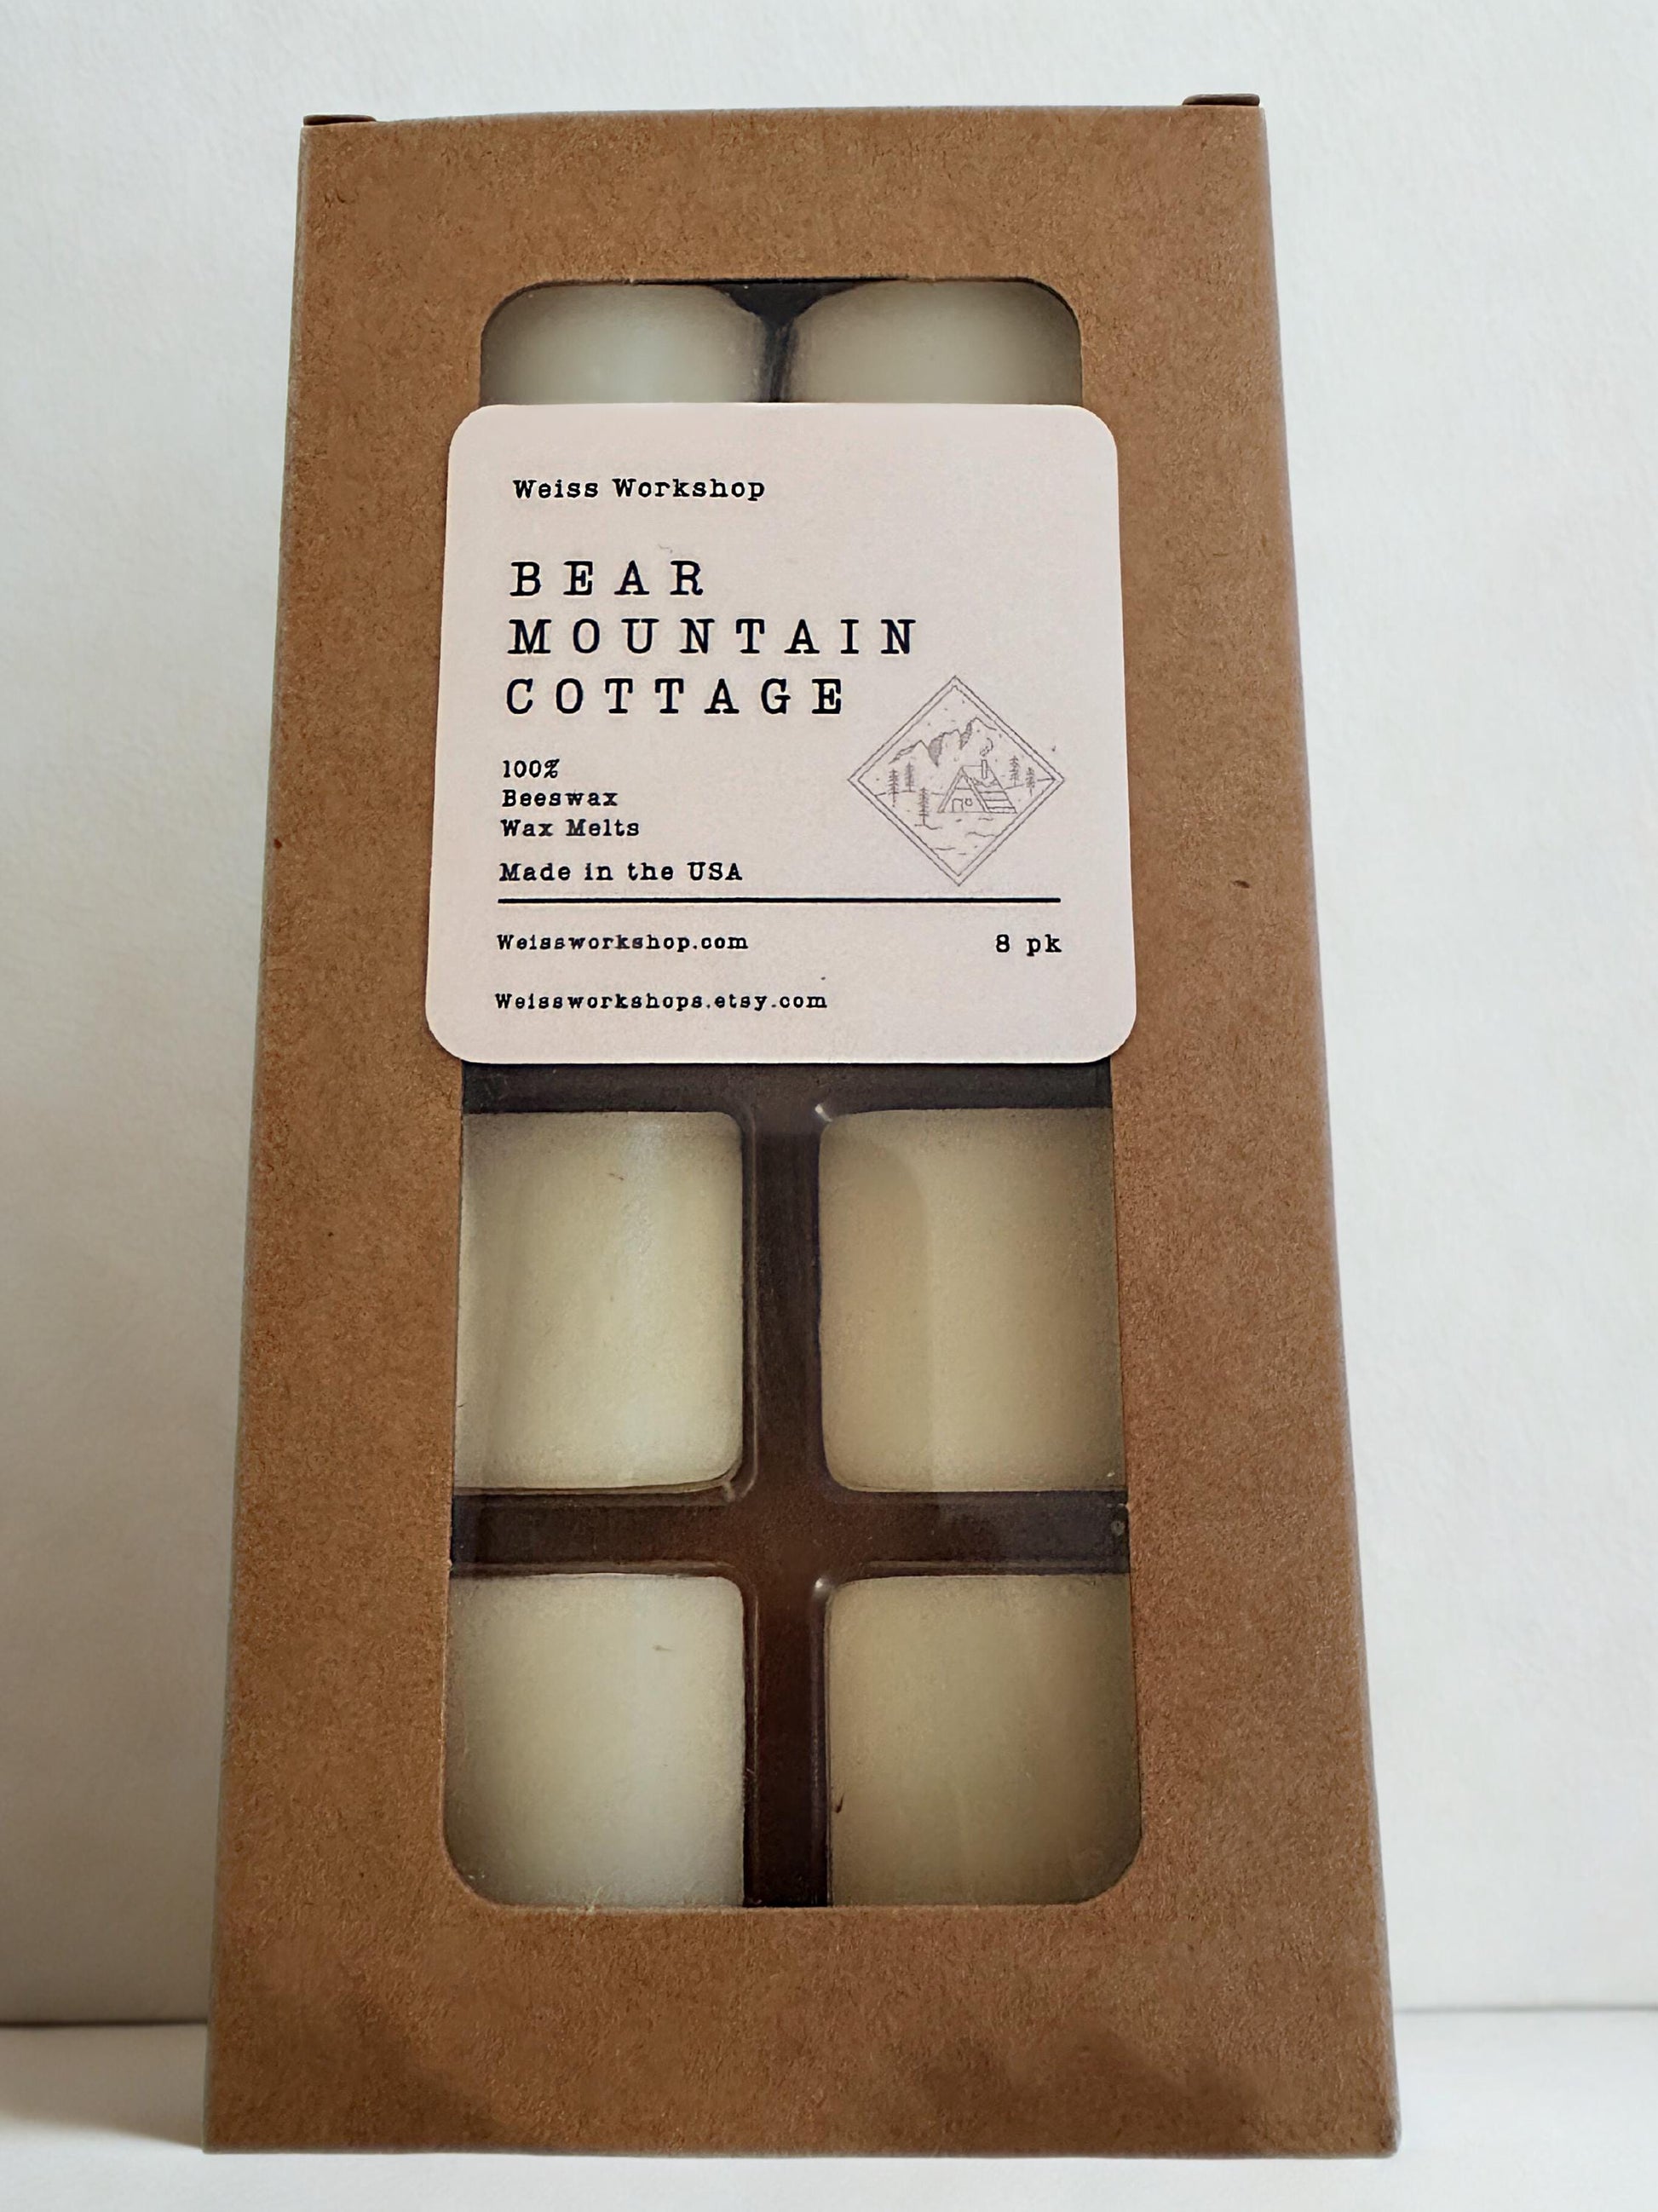 Weiss Workshop
BEAR
MOUNTAIN
COTTAGE
100%
Beeswax
Wax Melts
Made in the USA
Weissworkshop.com 8 pk
Weissworkshops.etsy.com